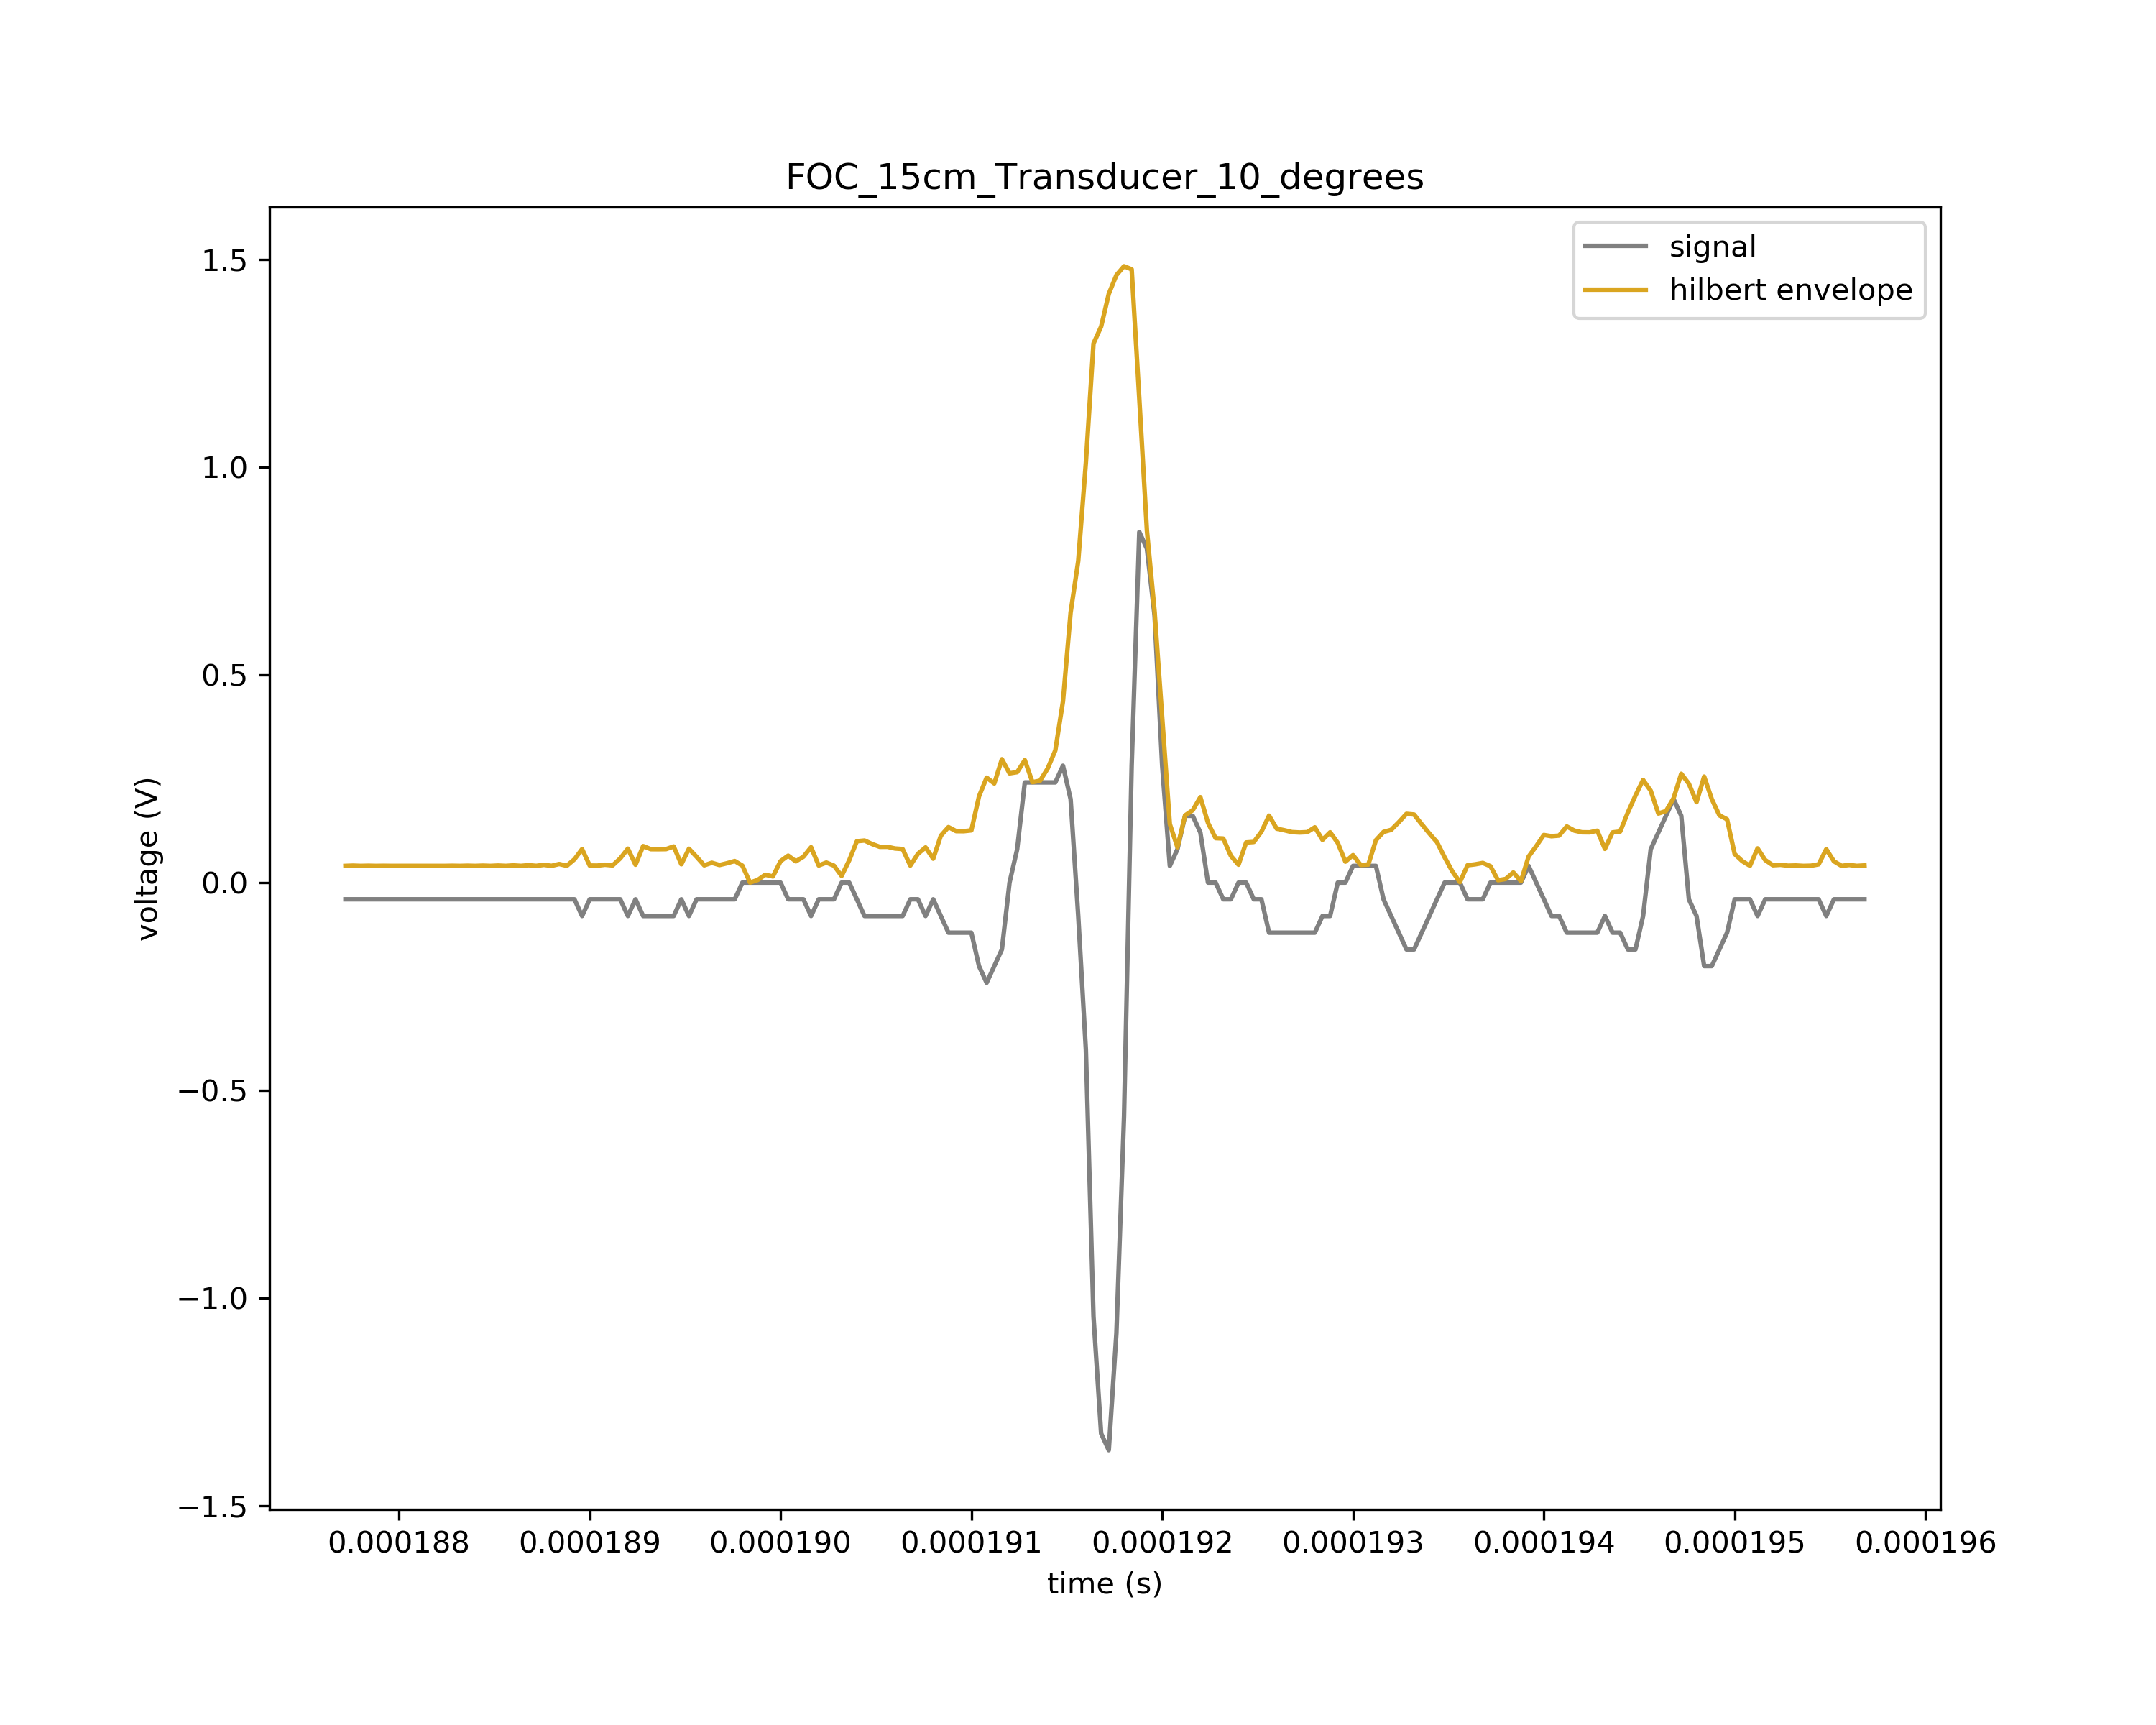 FOC_15cm_Transducer_10_degrees
signal
hilbert envelope
1.5
1.0
0.5
0.0
−0.5
−1.0
−1.5
voltage (V)
0.000188 0.000189 0.000190 0.000191 0.000192 0.000193 0.000194 0.000195 0.000196
time (s)